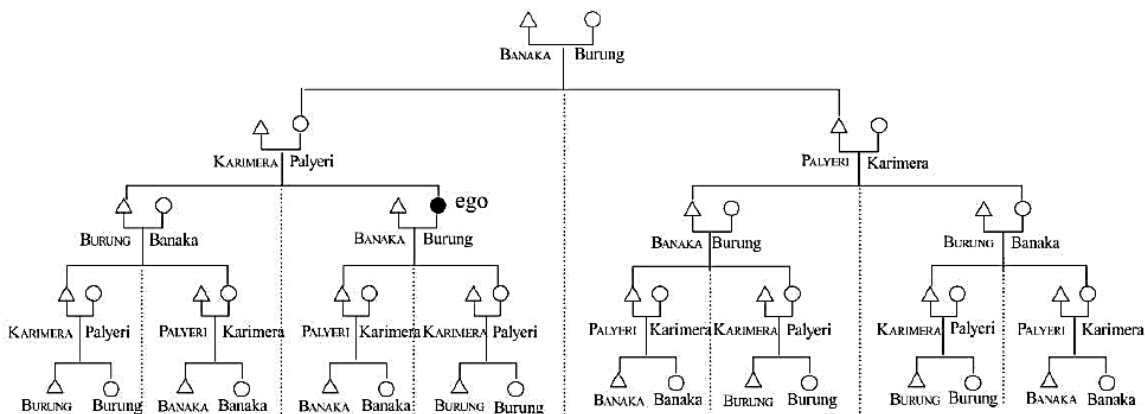 BANAKA Burung
KARIMERA Palyeri PALYERI Karimera
ego
BURUNG Banaka BANAKA Burung BANAKA Burung BURUNG Banaka
KARIMERA Palyeri PALYERI Karimera PALYERI Karimera KARIMERA Palyeri PALYERI Karimera KARIMERA Palyeri KARIMERA Palyeri PALYERI Karimera
BURUNG Burung BANAKA Banaka BANAKA Banaka BURUNG Burung BANAKA Banaka BURUNG Burung BURUNG Burung BANAKA Banaka